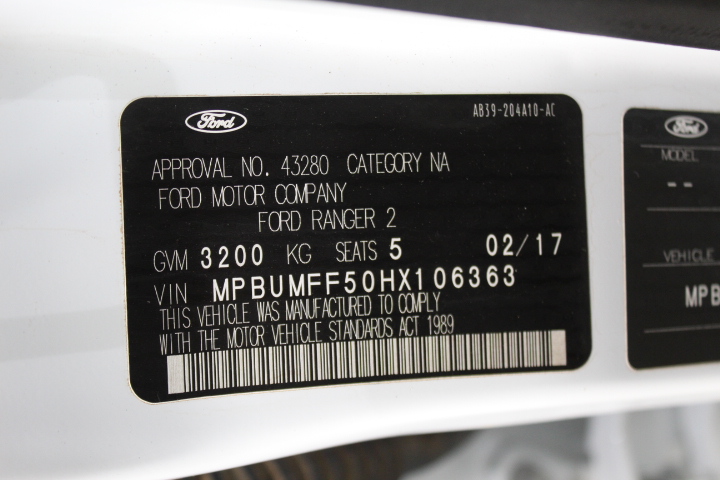 Ford
AB39-204A10-AC
APPROVAL NO. 43280 CATEGORY NA
FORD MOTOR COMPANY
FORD RANGER 2
GVM 3200 KG SEATS 5 02/17
VIN MPBUMFF50HX106363
THIS VEHICLE WAS MANUFACTURED TO COMPLY
WITH THE MOTOR VEHICLE STANDARDS ACT 1989
Ford
MODEL
--
VEHICLE
MPB